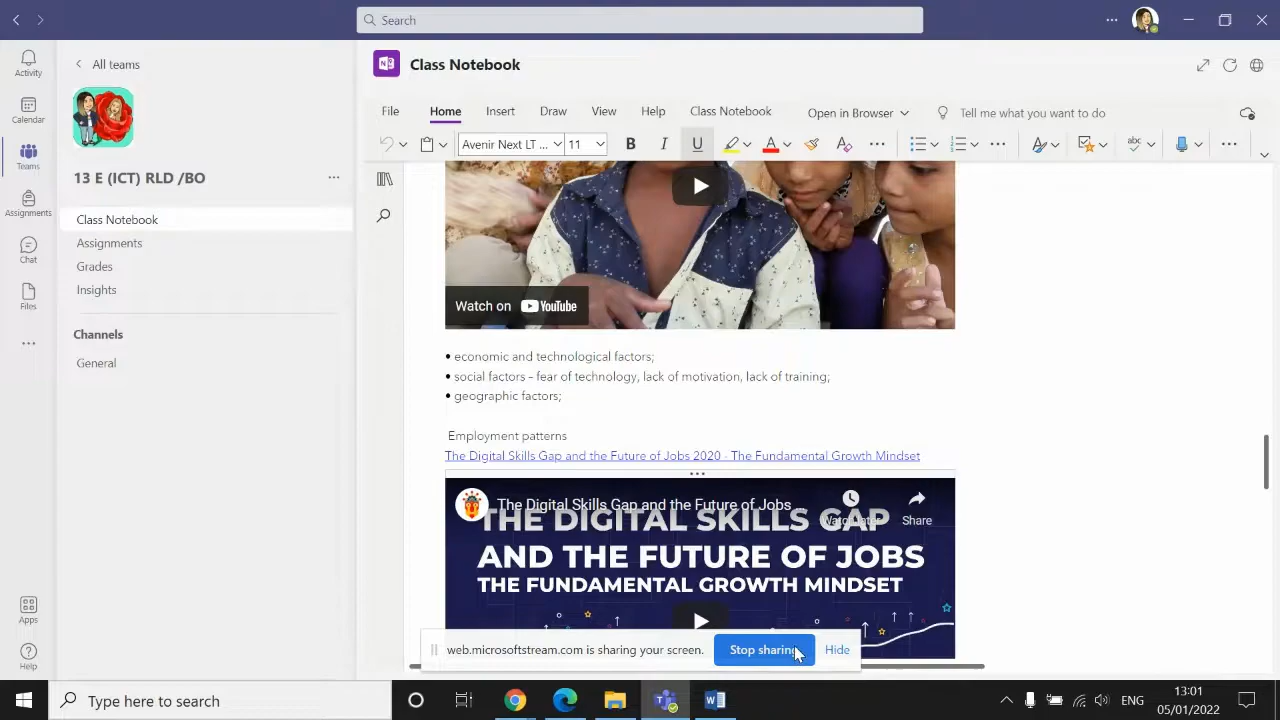 Search
Activity
Calendar
Teams
Assignments
Chat
Files
Apps
Help
All teams
13 E (ICT) RLD /BO
Class Notebook
Assignments
Grades
Insights
Channels
General
Class Notebook
File Home Insert Draw View Help Class Notebook Open in Browser Tell me what you want to do
Avenir Next LT ... 11 B I U A A
Watch on YouTube
• economic and technological factors;
• social factors – fear of technology, lack of motivation, lack of training;
• geographic factors;
Employment patterns
The Digital Skills Gap and the Future of Jobs 2020 - The Fundamental Growth Mindset
The Digital Skills Gap and the Future of Jobs ...
Watch later Share
THE DIGITAL SKILLS GAP
AND THE FUTURE OF JOBS
THE FUNDAMENTAL GROWTH MINDSET
web.microsoftstream.com is sharing your screen. Stop sharing Hide
Type here to search
ENG
13:01
05/01/2022